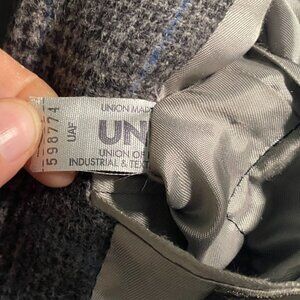 598774
UAF
UNION MAD
UN
UNION OF
INDUSTRIAL & TEXT